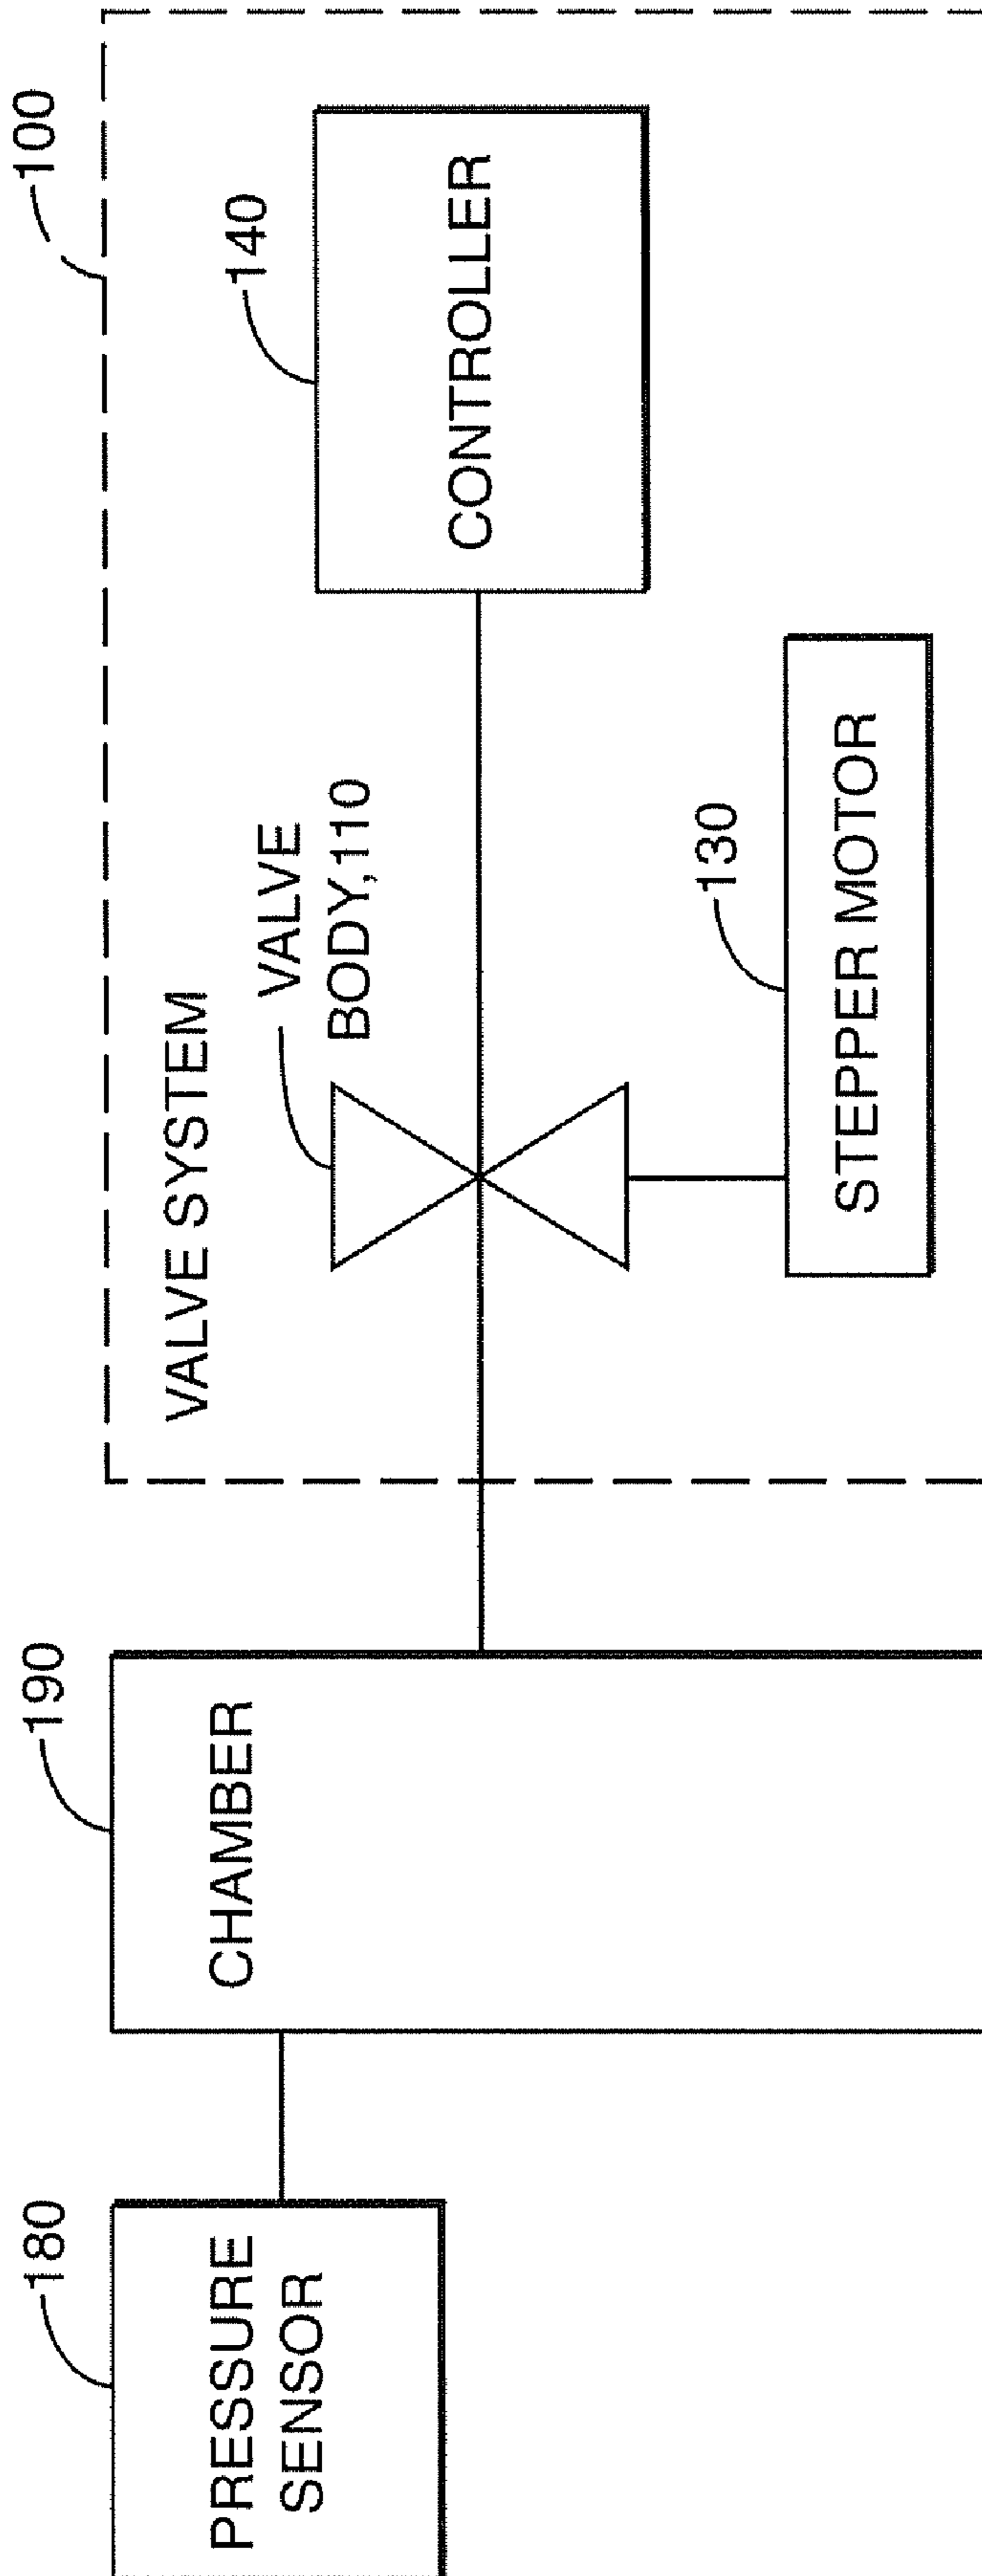 180
PRESSURE
SENSOR
190
CHAMBER
100
VALVE SYSTEM
VALVE
BODY,110
140
CONTROLLER
130
STEPPER MOTOR